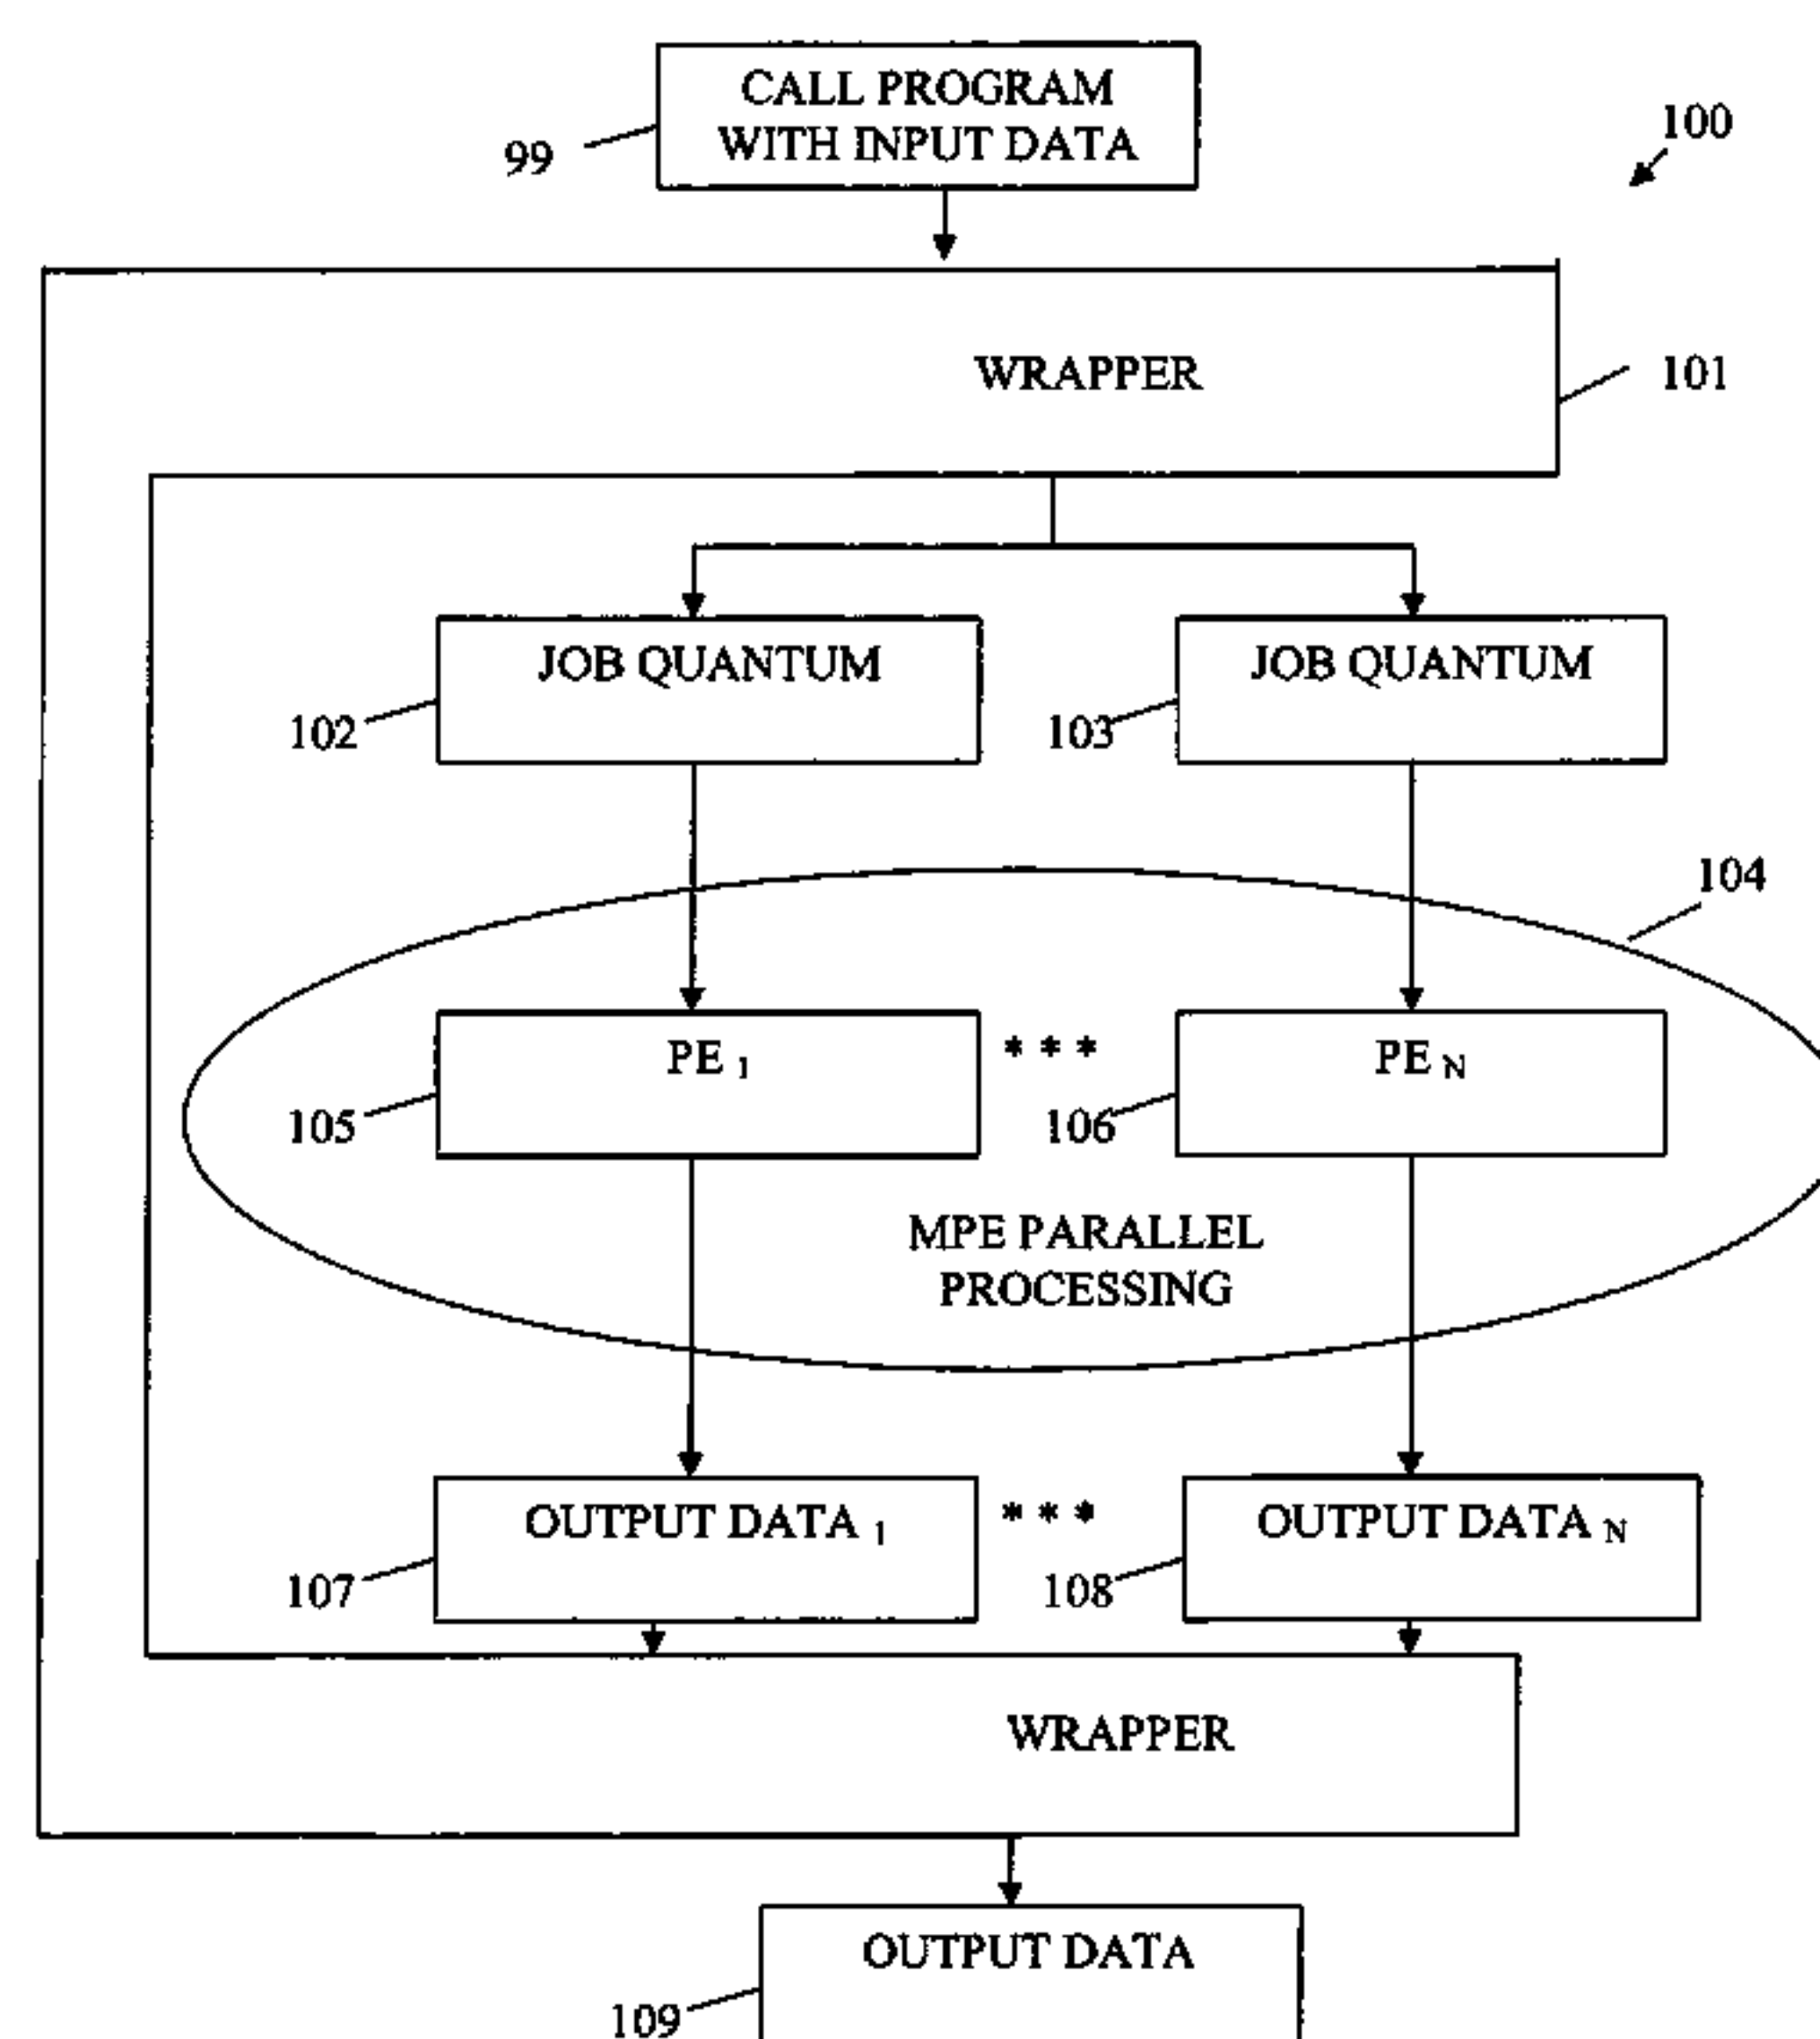 CALL PROGRAM
WITH INPUT DATA
99
100
WRAPPER
101
JOB QUANTUM
JOB QUANTUM
102
103
104
PE 1
* * *
PE N
105
106
MPE PARALLEL
PROCESSING
OUTPUT DATA 1
* * *
OUTPUT DATA N
107
108
WRAPPER
OUTPUT DATA
109